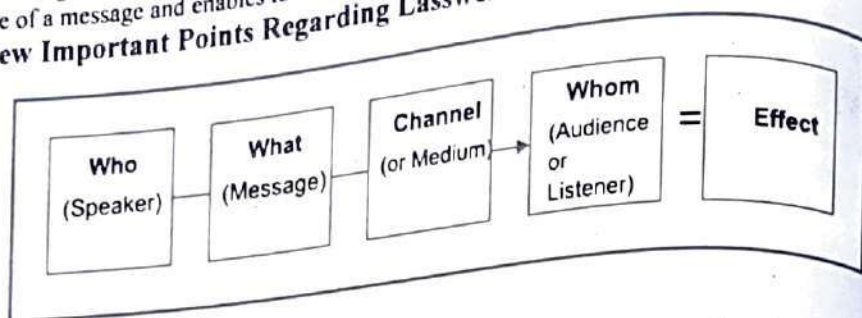 e of a message and enables
ew Important Points Regarding
Who
(Speaker)
What
(Message)
Channel
(or Medium)
Whom
(Audience
or
Listener)
=
Effect